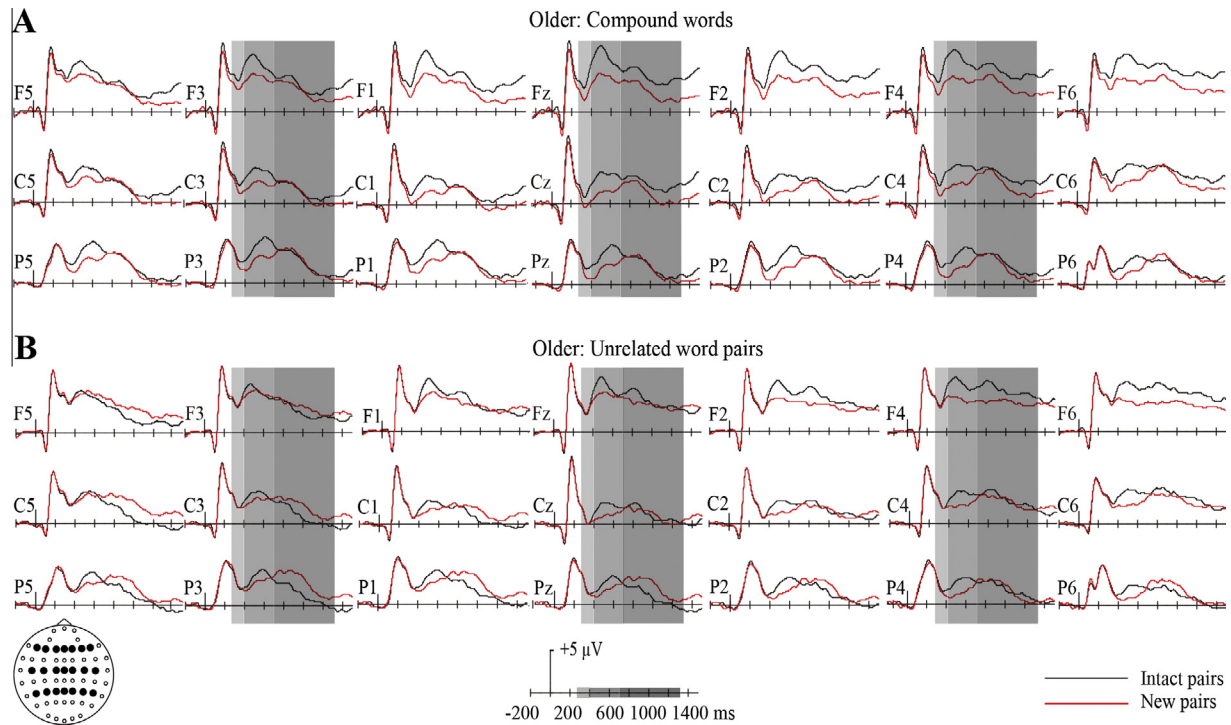 A
Older: Compound words
F5 F3 F1 Fz F2 F4 F6
C5 C3 C1 Cz C2 C4 C6
P5 P3 P1 Pz P2 P4 P6
B
Older: Unrelated word pairs
F5 F3 F1 Fz F2 F4 F6
C5 C3 C1 Cz C2 C4 C6
P5 P3 P1 Pz P2 P4 P6
+5 μV
-200 200 600 1000 1400 ms
Intact pairs
New pairs